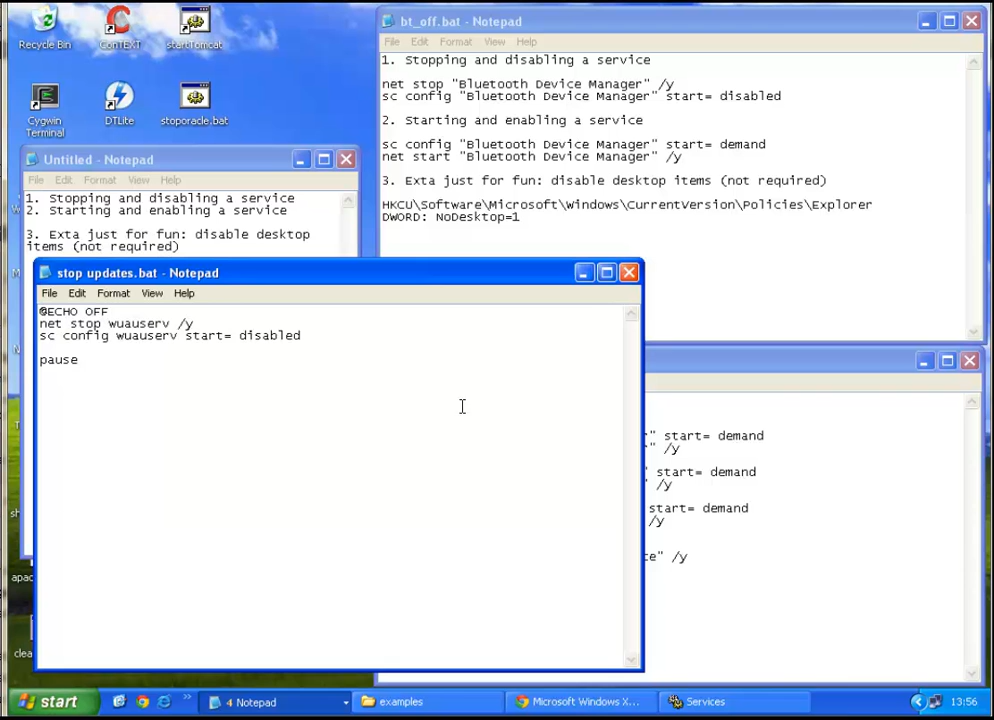 Recycle Bin
ConTEXT
startTomcat
Cygwin
Terminal
DTLite
stoporacle.bat
bt_off.bat - Notepad
File Edit Format View Help
1. Stopping and disabling a service
net stop "Bluetooth Device Manager" /y
sc config "Bluetooth Device Manager" start= disabled
2. Starting and enabling a service
sc config "Bluetooth Device Manager" start= demand
net start "Bluetooth Device Manager" /y
3. Exta just for fun: disable desktop items (not required)
HKCU\Software\Microsoft\Windows\CurrentVersion\Policies\Explorer
DWORD: NoDesktop=1
Untitled - Notepad
File Edit Format View Help
1. Stopping and disabling a service
2. Starting and enabling a service
3. Exta just for fun: disable desktop
items (not required)
stop updates.bat - Notepad
File Edit Format View Help
@ECHO OFF
net stop wuauserv /y
sc config wuauserv start= disabled
pause
" start= demand
" /y
" start= demand
" /y
start= demand
/y
ce" /y
sh
apac
clea
start
4 Notepad
examples
Microsoft Windows X...
Services
13:56